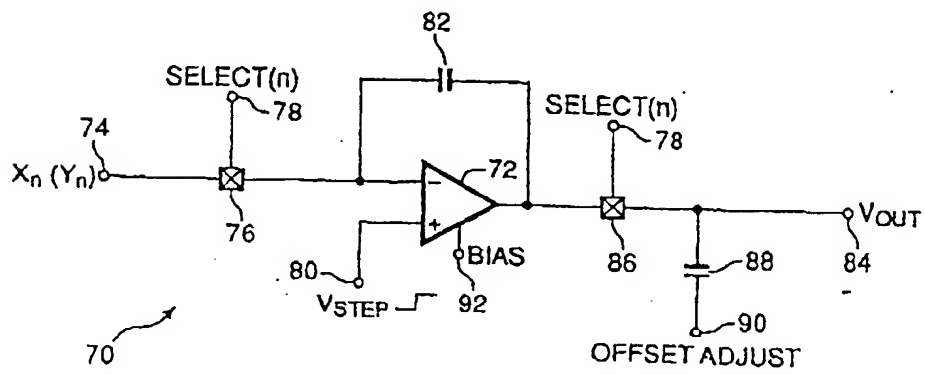 82
SELECT(n)
78
SELECT(n)
78
74
Xn (Yn)
76
72
−
+
86
VOUT
84
80
BIAS
92
88
VSTEP
90
70
OFFSET ADJUST